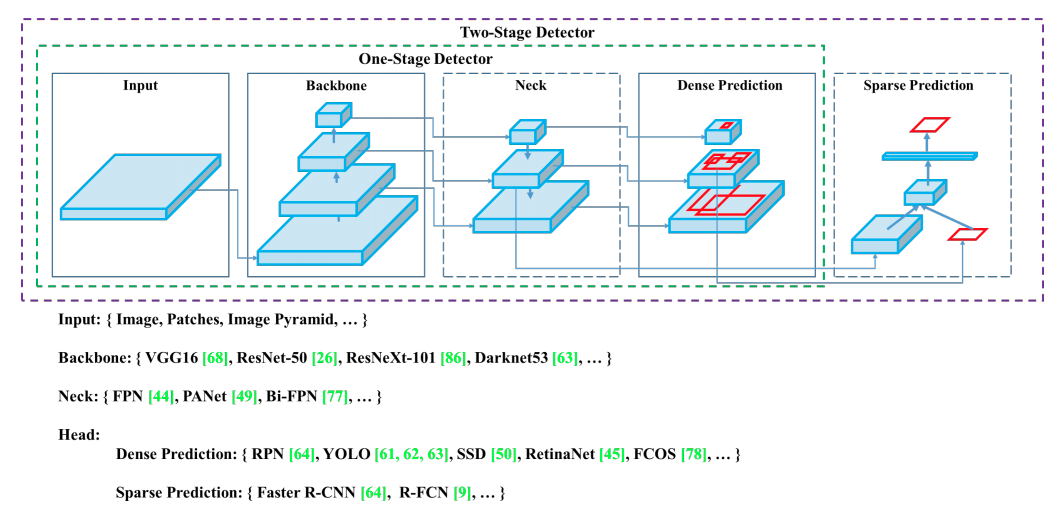 Two-Stage Detector
One-Stage Detector
Input
Backbone
Neck
Dense Prediction
Sparse Prediction
Input: { Image, Patches, Image Pyramid, … }
Backbone: { VGG16 [68], ResNet-50 [26], ResNeXt-101 [86], Darknet53 [63], … }
Neck: { FPN [44], PANet [49], Bi-FPN [77], … }
Head:
Dense Prediction: { RPN [64], YOLO [61, 62, 63], SSD [50], RetinaNet [45], FCOS [78], … }
Sparse Prediction: { Faster R-CNN [64], R-FCN [9], … }